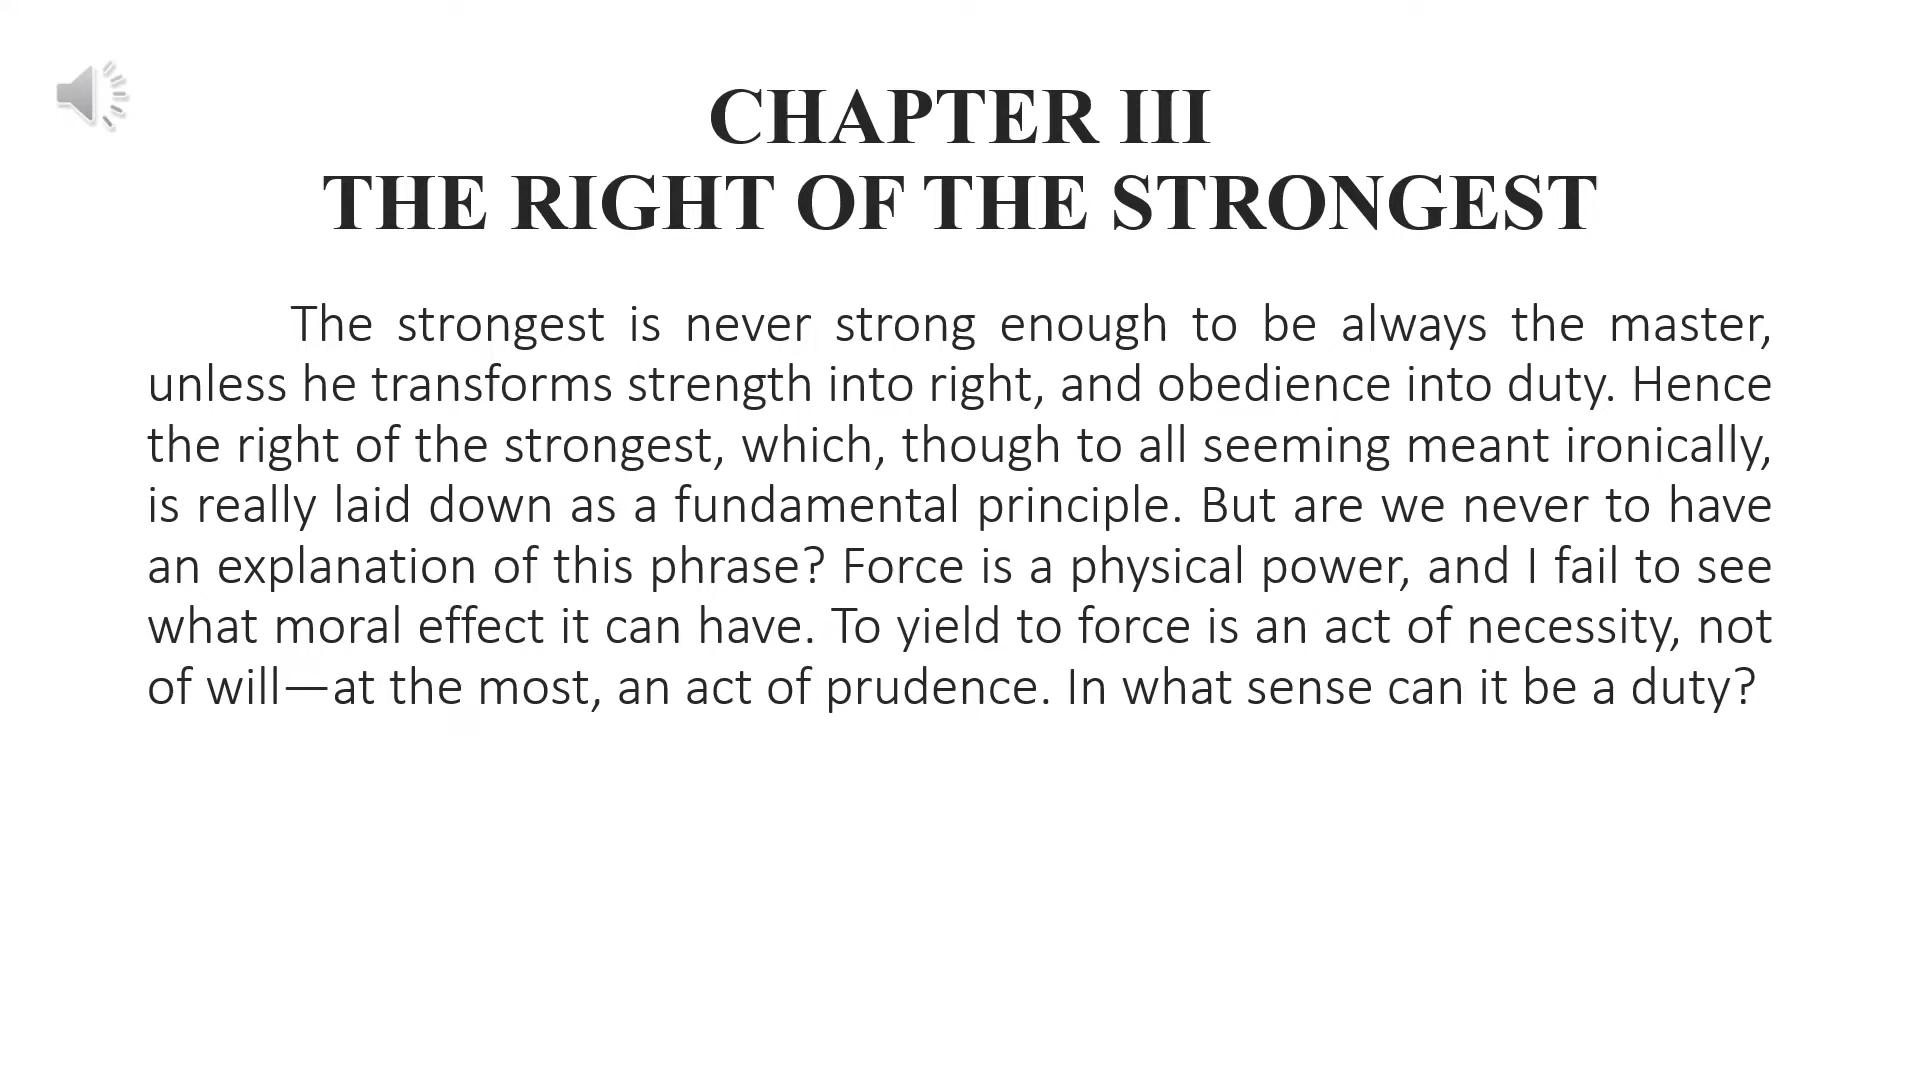 CHAPTER III
THE RIGHT OF THE STRONGEST
The strongest is never strong enough to be always the master,
unless he transforms strength into right, and obedience into duty. Hence
the right of the strongest, which, though to all seeming meant ironically,
is really laid down as a fundamental principle. But are we never to have
an explanation of this phrase? Force is a physical power, and I fail to see
what moral effect it can have. To yield to force is an act of necessity, not
of will—at the most, an act of prudence. In what sense can it be a duty?